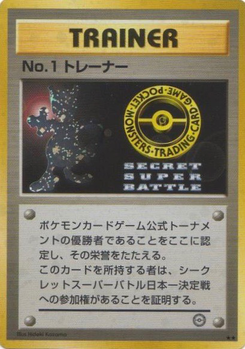 TRAINER
No.1 トレーナー
POCKET MONSTERS TRADING CARD GAME
SECRET
SUPER
BATTLE
ポケモンカードゲーム公式トーナ
メントの優勝者であることをここに認
定し、その栄誉をたたえる。
このカードを所持する者は、シーク
レットスーパーバトル日本一決定戦
への参加権があることを証明する。